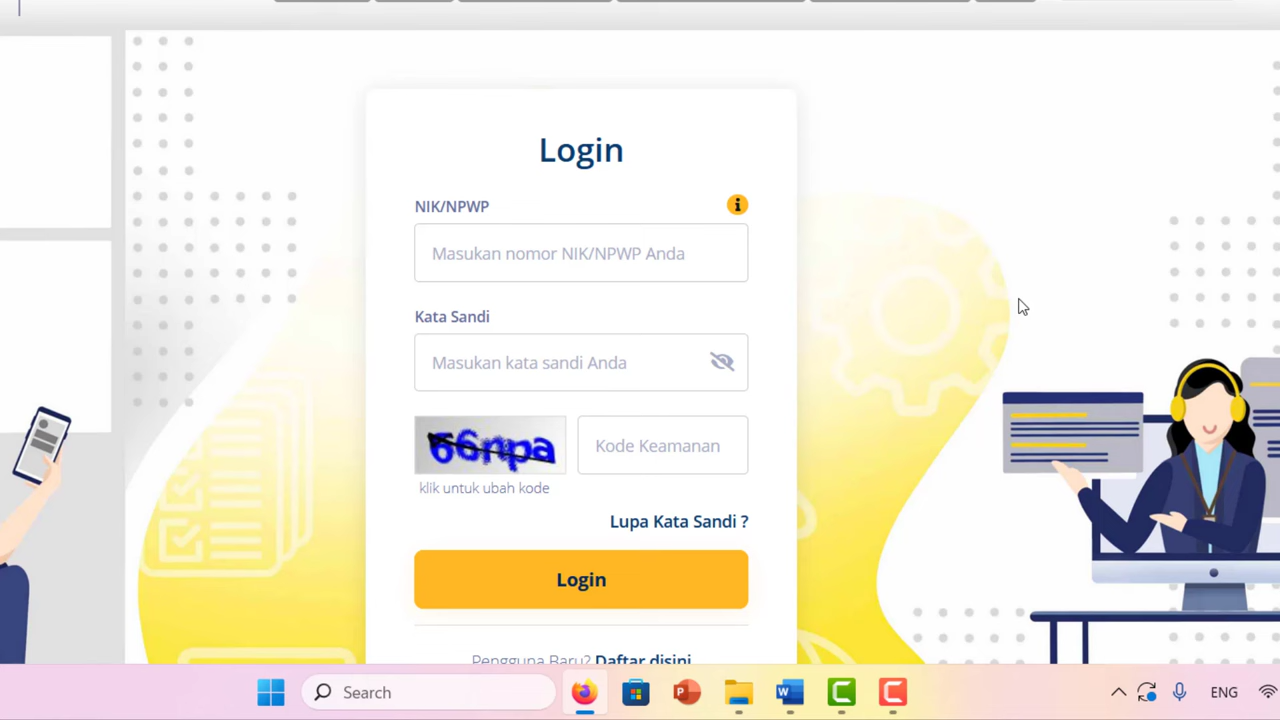 Login
NIK/NPWP
Masukan nomor NIK/NPWP Anda
Kata Sandi
Masukan kata sandi Anda
66npa
Kode Keamanan
klik untuk ubah kode
Lupa Kata Sandi ?
Login
Pengguna Baru? Daftar disini
Search
ENG